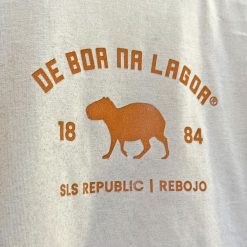 DE BOA NA LAGOA®
18 84
SLS REPUBLIC | REBOJO